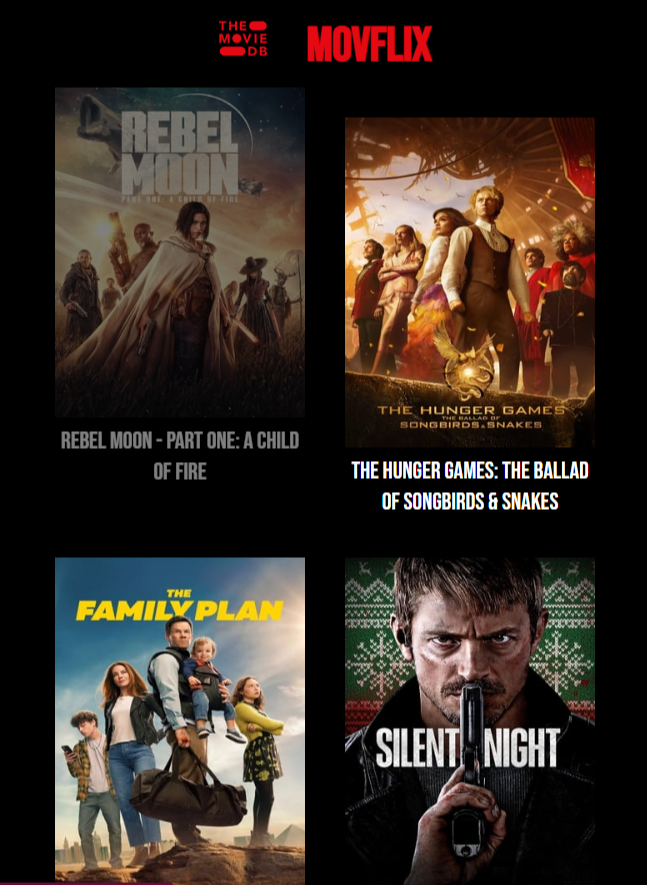 THE
MOVIE
DB
MOVFLIX
REBEL
MOON
PART ONE: A CHILD OF FIRE
REBEL MOON - PART ONE: A CHILD
OF FIRE
THE HUNGER GAMES
THE BALLAD OF
SONGBIRDS & SNAKES
THE HUNGER GAMES: THE BALLAD
OF SONGBIRDS & SNAKES
THE
FAMILY PLAN
SILENT NIGHT